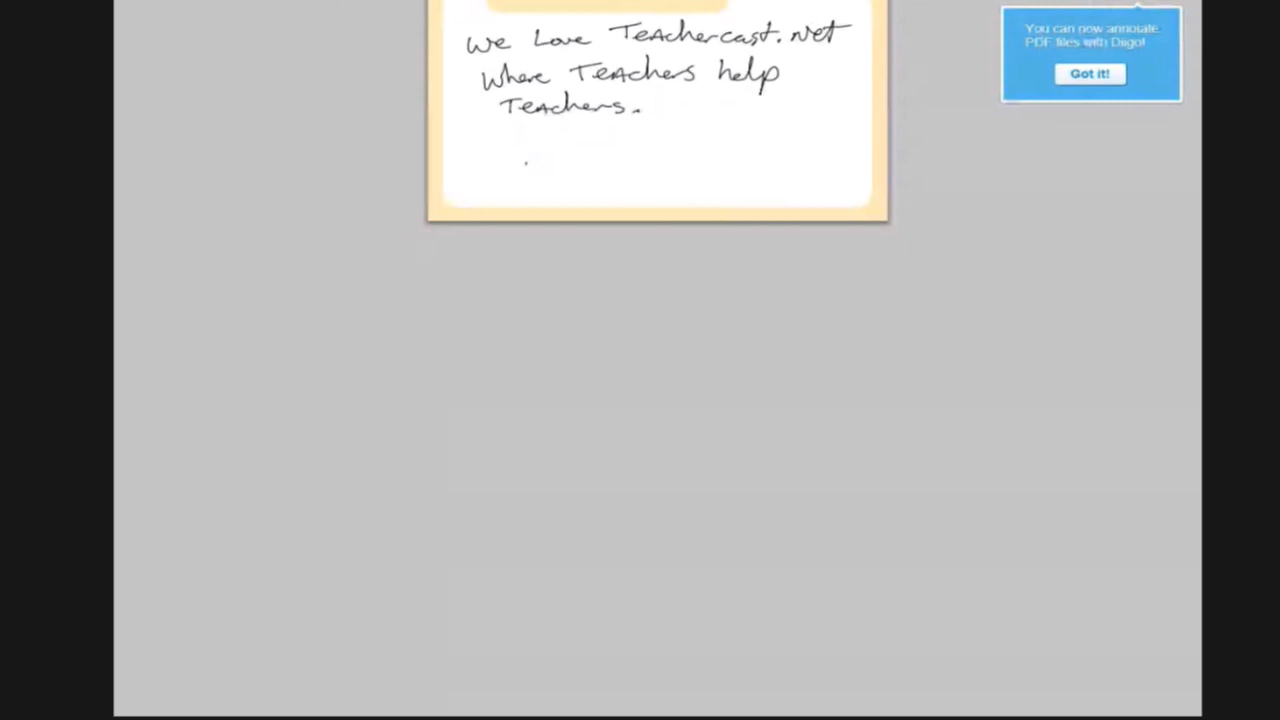 We Love Teachercast.net
Where Teachers help
Teachers.
You can now annotate
PDF files with Diigo!
Got it!